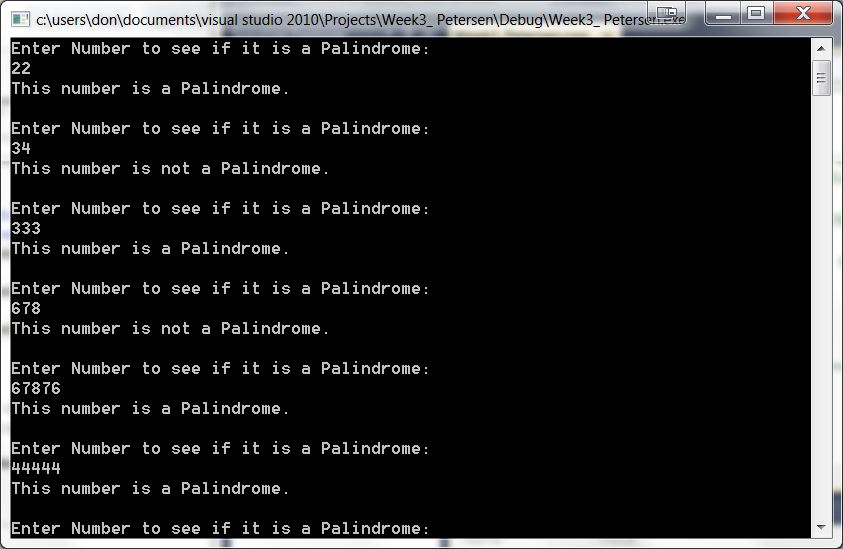 c:\users\don\documents\visual studio 2010\Projects\Week3_ Petersen\Debug\Week3_ Petersen.exe
Enter Number to see if it is a Palindrome:
22
This number is a Palindrome.
Enter Number to see if it is a Palindrome:
34
This number is not a Palindrome.
Enter Number to see if it is a Palindrome:
333
This number is a Palindrome.
Enter Number to see if it is a Palindrome:
678
This number is not a Palindrome.
Enter Number to see if it is a Palindrome:
67876
This number is a Palindrome.
Enter Number to see if it is a Palindrome:
44444
This number is a Palindrome.
Enter Number to see if it is a Palindrome: